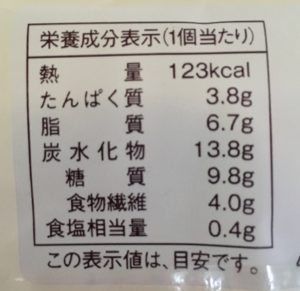 栄養成分表示(1個当たり)
熱量 123kcal
たんぱく質 3.8g
脂質 6.7g
炭水化物 13.8g
糖質 9.8g
食物繊維 4.0g
食塩相当量 0.4g
この表示値は、目安です。